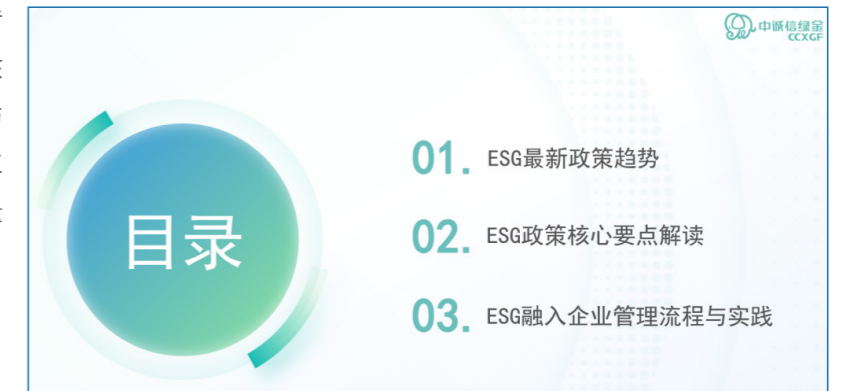 中诚信绿金
CCXGF
目录
01. ESG最新政策趋势
02. ESG政策核心要点解读
03. ESG融入企业管理流程与实践